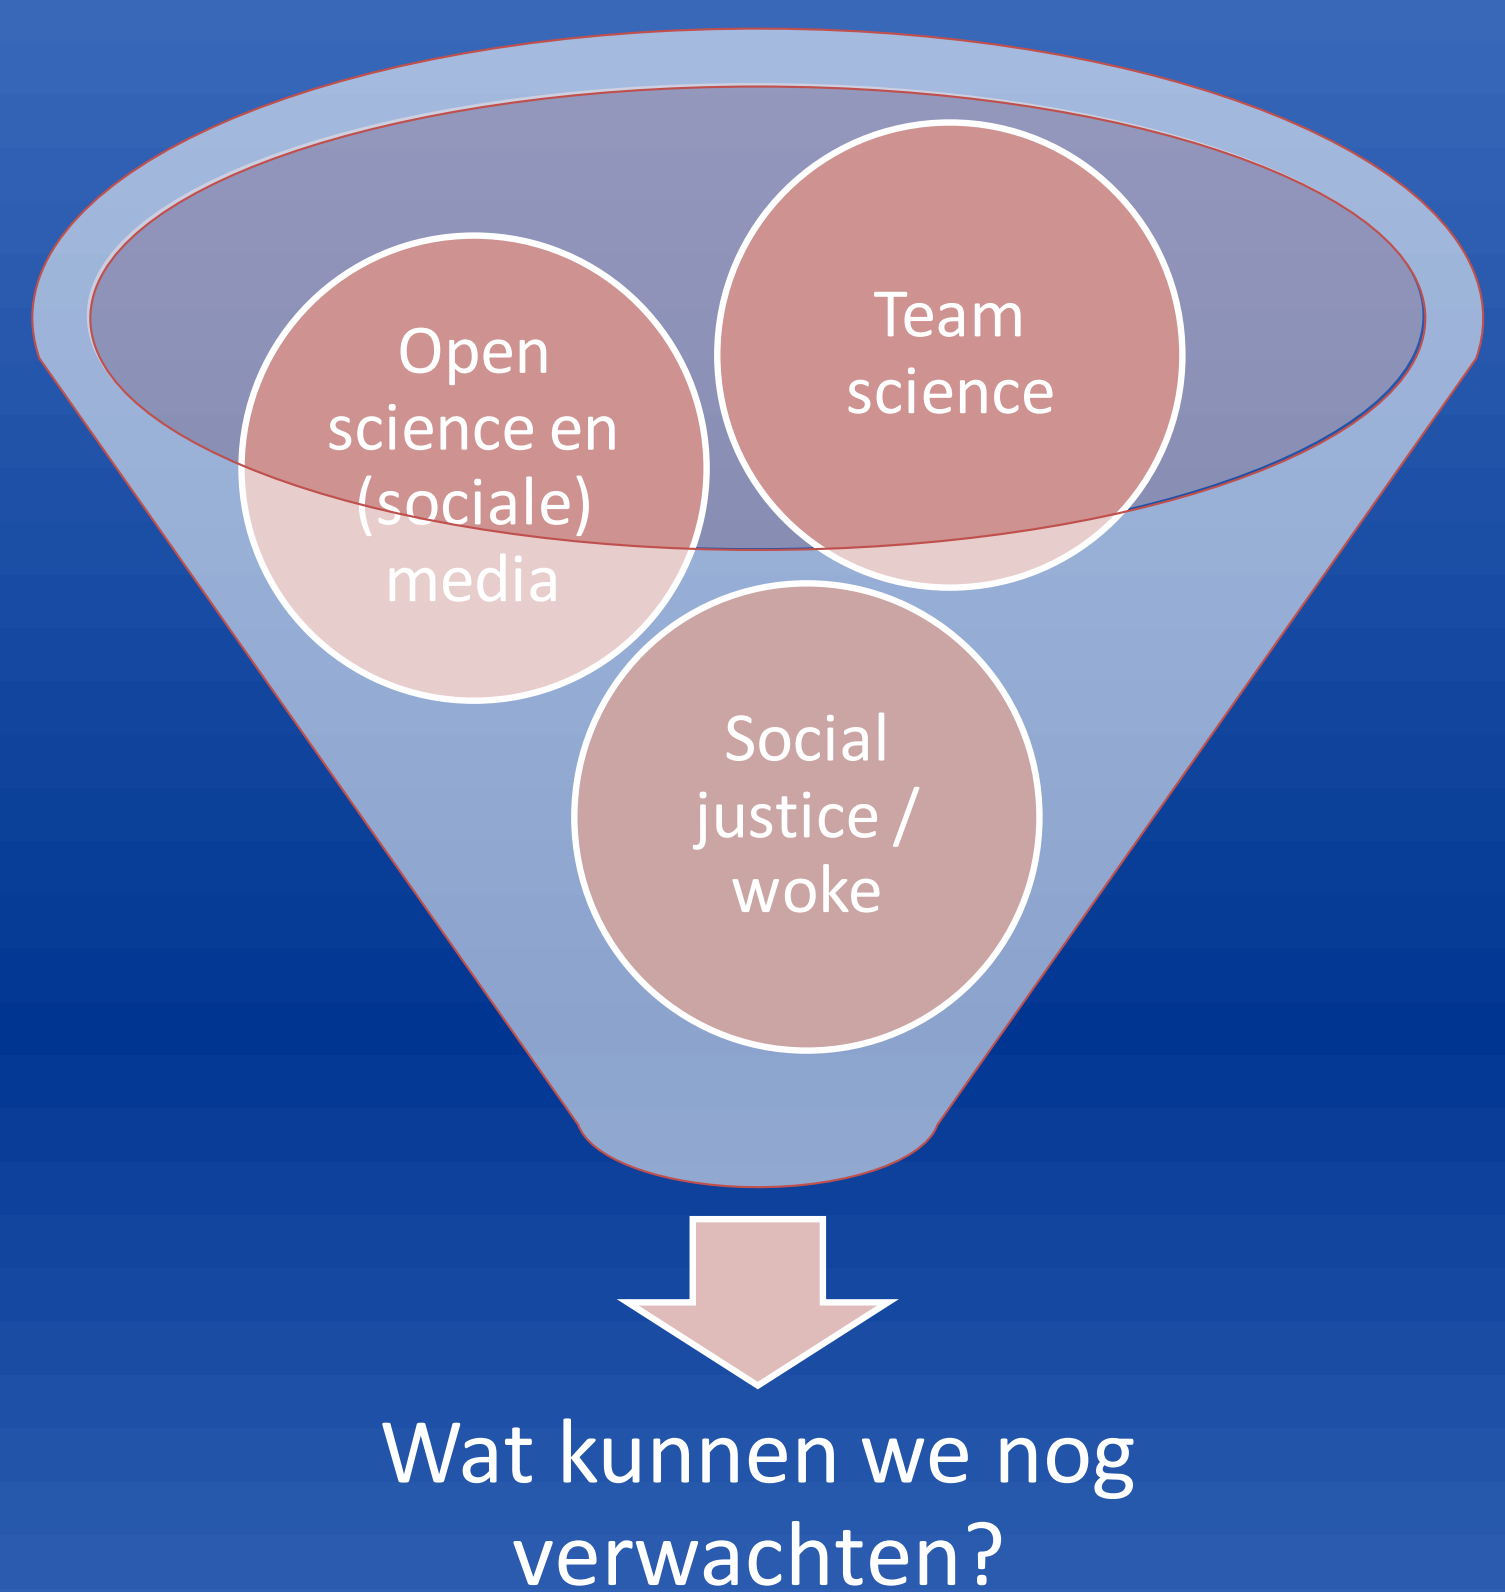 Team
science
Open
science en
(sociale)
media
Social
justice /
woke
Wat kunnen we nog
verwachten?